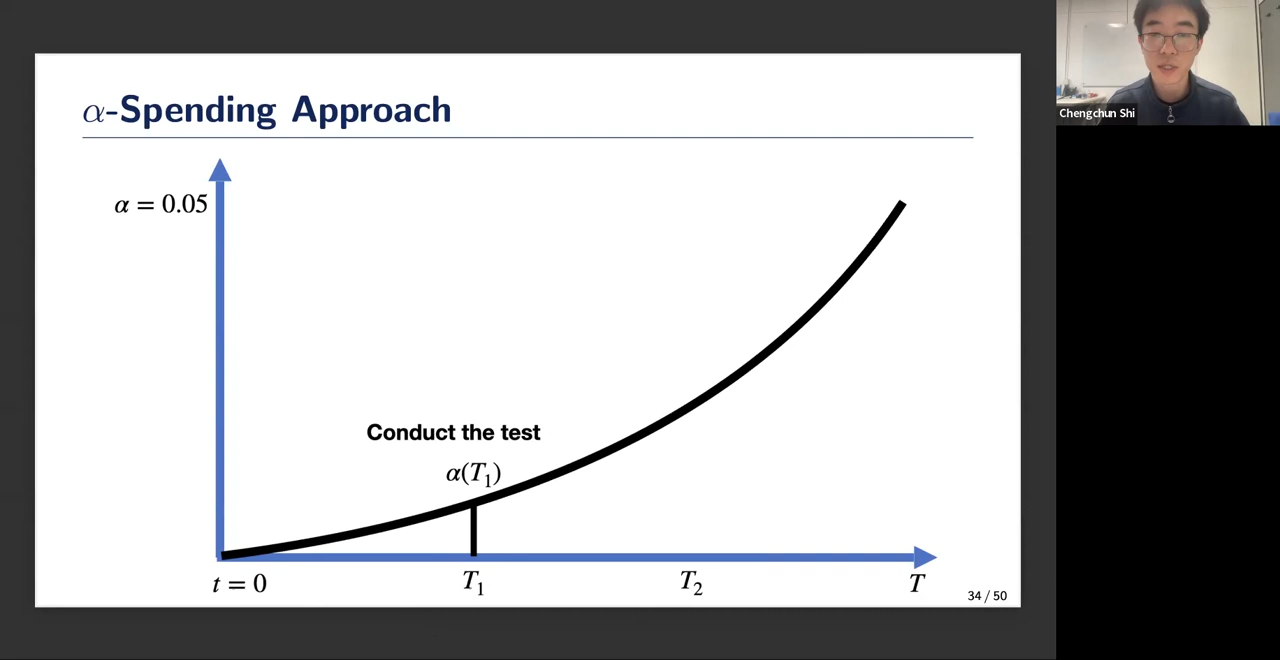 α-Spending Approach
α = 0.05
Conduct the test
α(T₁)
t = 0
T₁
T₂
T
34 / 50
Chengchun Shi